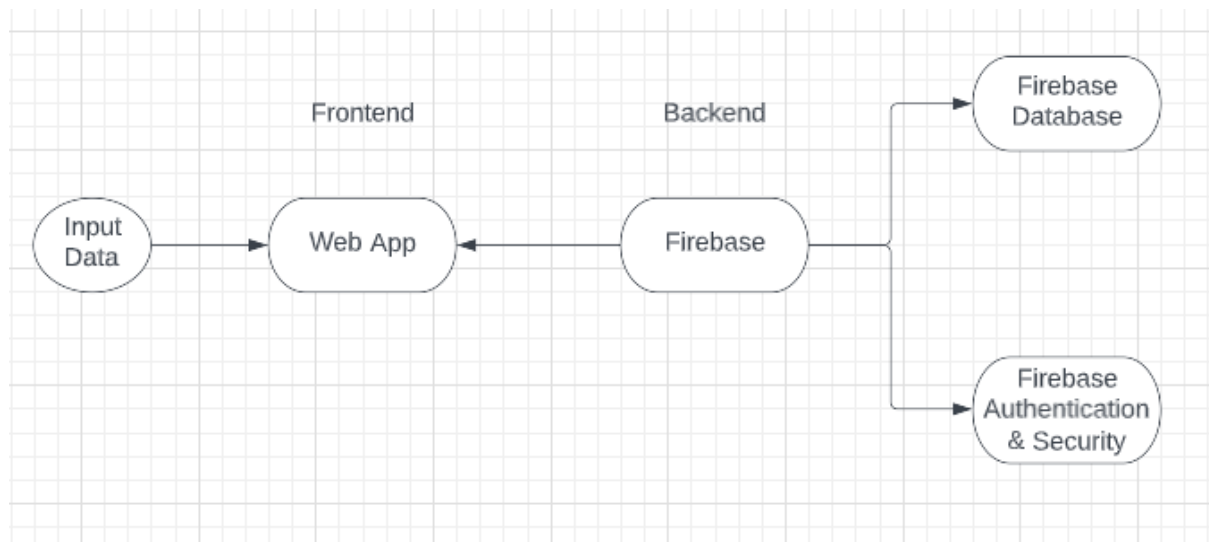 Frontend
Backend
Firebase
Database
Input
Data
Web App
Firebase
Firebase
Authentication
& Security